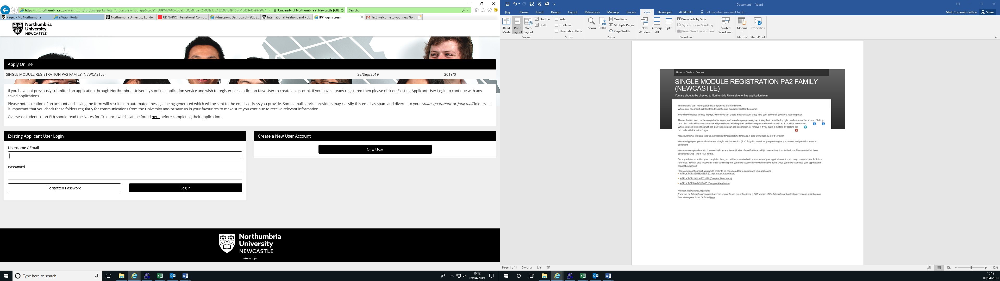 https://sits.northumbria.ac.uk/live/sits.urd/run/siw_ipp_lgn.login?process=siw_ipp_app&code1=DUPMSW8&code2=0005&_ga=2.79882135.1825931389.1554710463-455994907.1
University of Northumbria at Newcastle [GB]
Search...
Pages - My Northumbria
e:Vision Portal
Northumbria University Londo...
UK NARIC International Comp...
Admissions Dashboard - SQL S...
International Relations and Pol...
IPP login screen
Test, welcome to your new Go...
Northumbria
University
NEWCASTLE
Apply Online
SINGLE MODULE REGISTRATION PA2 FAMILY (NEWCASTLE) 23/Sep/2019 2019/0
If you have not previously submitted an application through Northumbria University's online application service and wish to register please click on New User to create an account. If you have already registered then please click on Existing Applicant User Login to continue with any
saved applications.
Please note: creation of an account and saving the form will result in an automated message being generated which will be sent to the email address you provide. Some email service providers may classify this email as spam and divert it to your spam, quarantine or junk mail folders. It
is important that you check these folders regularly for communications from the University and/or save us in your favourites to make sure you continue to receive relevant information.
Overseas students (non-EU) should read the Notes for Guidance which can be found here before completing their application.
Existing Applicant User Login
Username / Email
Password
Forgotten Password
Log in
Create a New User Account
New User
Northumbria
University
NEWCASTLE
(Go to top)
Type here to search
10:12
09/04/2019
Document1 - Word
File Home Insert Design Layout References Mailings Review View Developer ACROBAT Tell me what you want to do...
Mark Corcoran-Lettice Share
Read Mode
Print Layout
Web Layout
Outline
Draft
Views
Ruler
Gridlines
Navigation Pane
Show
Zoom
100%
One Page
Multiple Pages
Page Width
Zoom
New Window
Arrange All
Split
View Side by Side
Synchronous Scrolling
Reset Window Position
Window
Switch Windows
Macros
Macros
Properties
SharePoint
Home > Study > Courses
SINGLE MODULE REGISTRATION PA2 FAMILY
(NEWCASTLE)
You are about to be directed to Northumbria University's online application form.
The available start month(s) for this programme are listed below.
Where only one month is listed then this is the only available start for the course.
You will be directed to a log-in page, where you can create a new account or log-in to your account if you are a returning user.
The application form can be completed in stages, and saved as you go along by clicking the icon in the top right hand corner of the screen. Clicking
on a blue circle with a question mark will provide you with help text, and hovering over a blue circle with an 'i' provides information.
Where you see blue circles with the 'plus' sign you can add information, or remove it if you make a mistake by clicking the
red circle with the 'minus' sign
Please note that the word 'and' is represented throughout the form and in drop-down lists by the '&' symbol.
You may type your personal statement straight into this section (don't forget to save it as you go along) or you can cut and paste from a word
document.
You may also upload certain documents (for example certificates of qualifications held) in relevant sections in the form. Please note that these
documents MUST be in PDF format.
Once you have submitted your completed form, you will be presented with a summary of your application which you may choose to print for future
reference. You will also receive an email confirming that you have successfully completed your form. Once you have submitted your application it
cannot be changed.
Please click on the month you would prefer to be considered for to commence your application.
APPLY FOR SEPTEMBER 2019 (Campus Attendance)
APPLY FOR JANUARY 2020 (Campus Attendance)
APPLY FOR MARCH 2020 (Campus Attendance)
Note for International Applicants:
If you are an International applicant and are unable to use our online form, a PDF version of the International Application Form and guidelines on
how to complete it can be found here.
Page 1 of 1 0 words
112%
10:12
09/04/2019